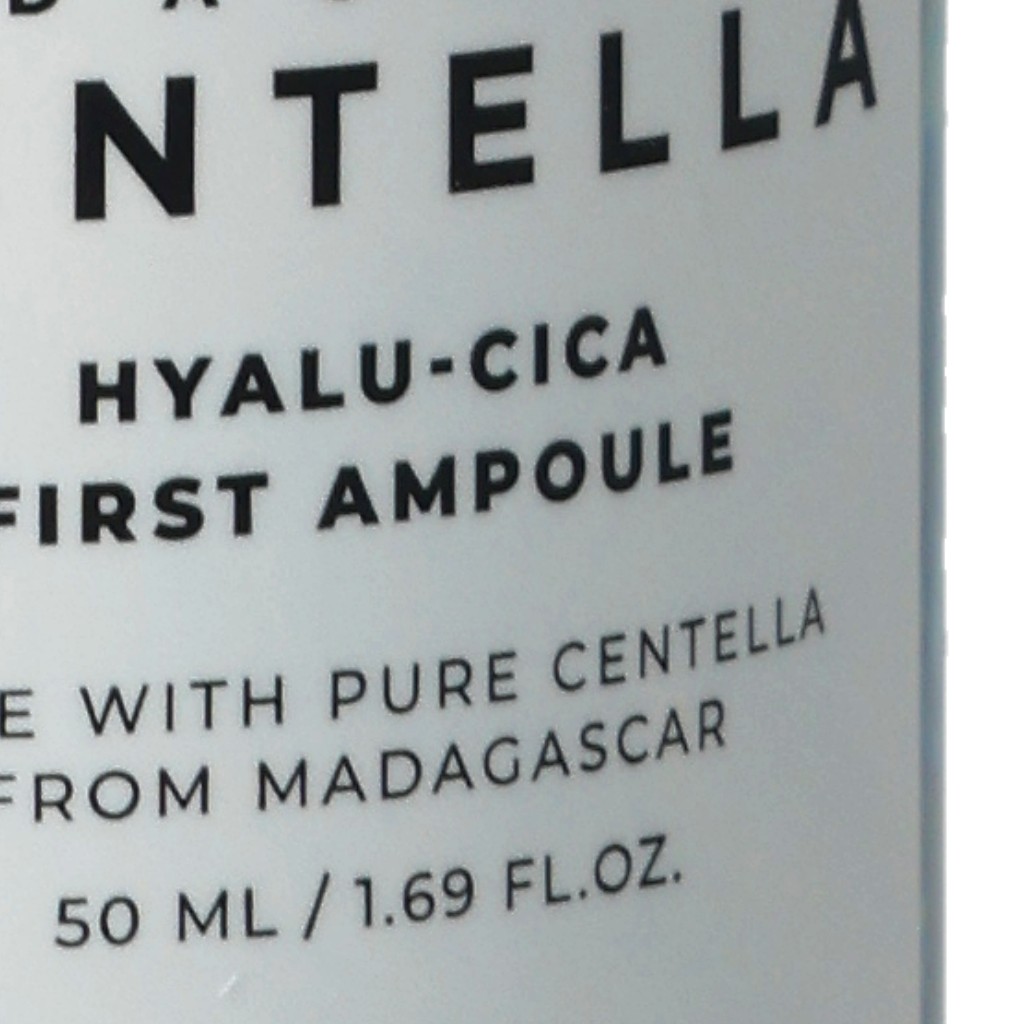 NTELLA
HYALU-CICA
FIRST AMPOULE
E WITH PURE CENTELLA
FROM MADAGASCAR
50 ML / 1.69 FL.OZ.